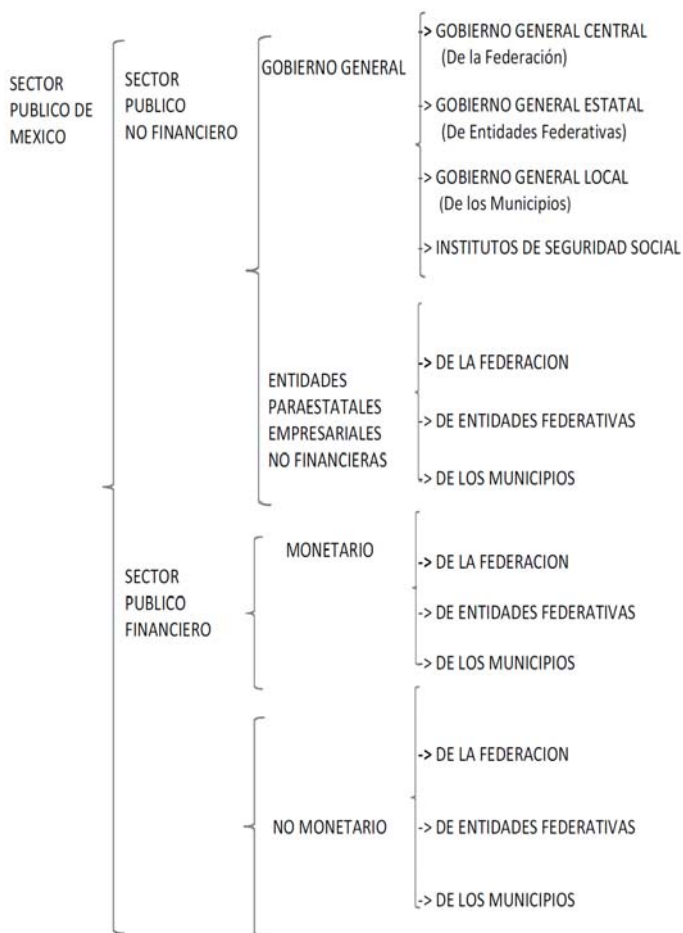 SECTOR
PUBLICO DE
MEXICO
SECTOR
PUBLICO
NO FINANCIERO
GOBIERNO GENERAL
-> GOBIERNO GENERAL CENTRAL
(De la Federación)
-> GOBIERNO GENERAL ESTATAL
(De Entidades Federativas)
-> GOBIERNO GENERAL LOCAL
(De los Municipios)
-> INSTITUTOS DE SEGURIDAD SOCIAL
ENTIDADES
PARAESTATALES
EMPRESARIALES
NO FINANCIERAS
-> DE LA FEDERACION
-> DE ENTIDADES FEDERATIVAS
-> DE LOS MUNICIPIOS
SECTOR
PUBLICO
FINANCIERO
MONETARIO
-> DE LA FEDERACION
-> DE ENTIDADES FEDERATIVAS
-> DE LOS MUNICIPIOS
NO MONETARIO
-> DE LA FEDERACION
-> DE ENTIDADES FEDERATIVAS
-> DE LOS MUNICIPIOS